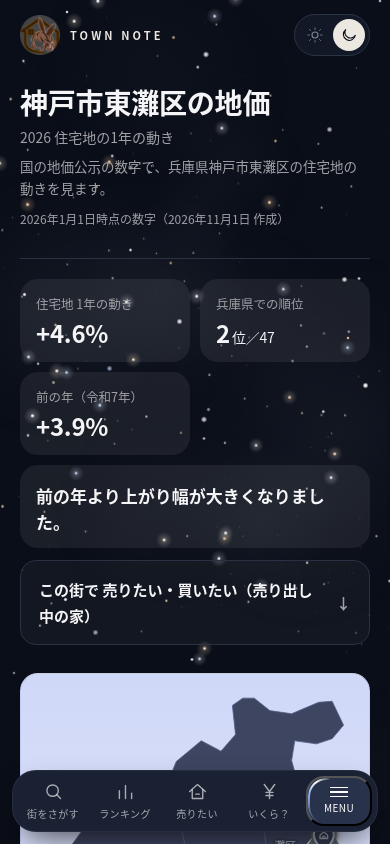 TOWN NOTE
神戸市東灘区の地価
2026 住宅地の1年の動き
国の地価公示の数字で、兵庫県神戸市東灘区の住宅地の
動きを見ます。
2026年1月1日時点の数字（2026年11月1日 作成）
住宅地 1年の動き
+4.6%
兵庫県での順位
2位／47
前の年（令和7年）
+3.9%
前の年より上がり幅が大きくなりまし
た。
この街で 売りたい・買いたい（売り出し
中の家）
↓
灘区
街をさがす
ランキング
売りたい
いくら？
MENU